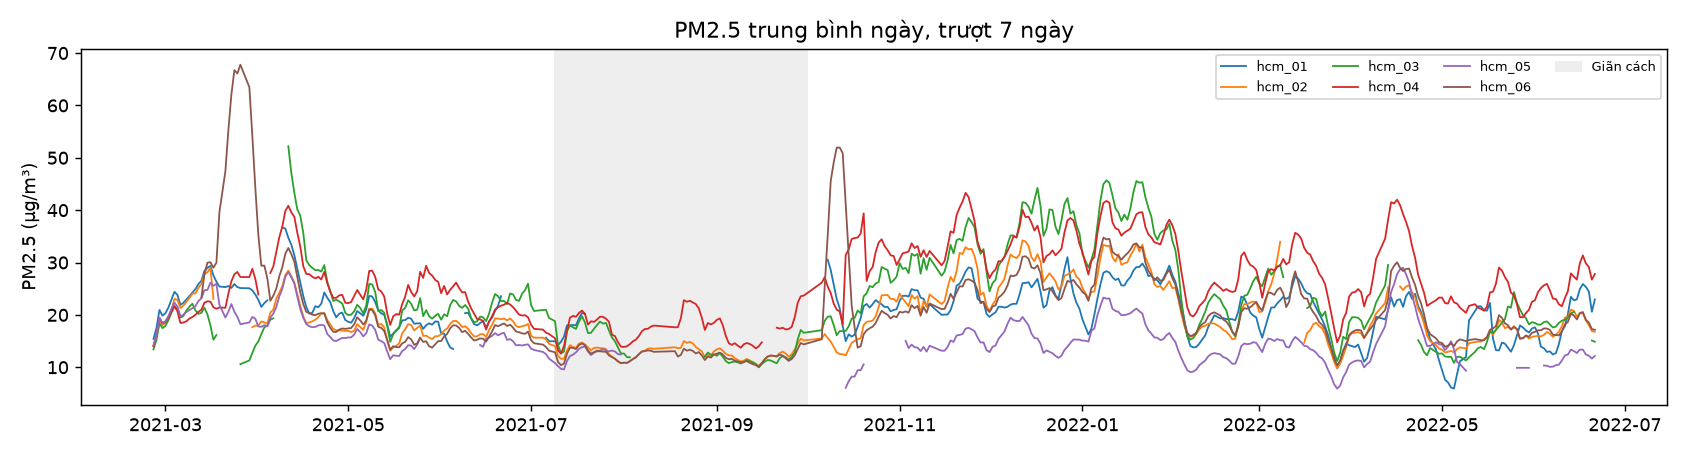 PM2.5 trung bình ngày, trượt 7 ngày
PM2.5 (µg/m³)
70
60
50
40
30
20
10
hcm_01
hcm_02
hcm_03
hcm_04
hcm_05
hcm_06
Giãn cách
2021-03
2021-05
2021-07
2021-09
2021-11
2022-01
2022-03
2022-05
2022-07